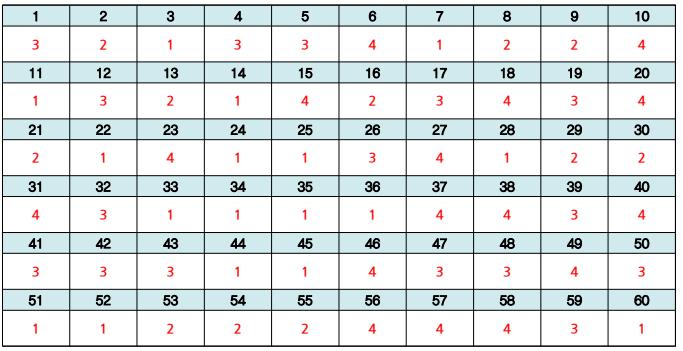 1 2 3 4 5 6 7 8 9 10
3 2 1 3 3 4 1 2 2 4
11 12 13 14 15 16 17 18 19 20
1 3 2 1 4 2 3 4 3 4
21 22 23 24 25 26 27 28 29 30
2 1 4 1 1 3 4 1 2 2
31 32 33 34 35 36 37 38 39 40
4 3 1 1 1 1 4 4 3 4
41 42 43 44 45 46 47 48 49 50
3 3 3 1 1 4 3 3 4 3
51 52 53 54 55 56 57 58 59 60
1 1 2 2 2 4 4 4 3 1